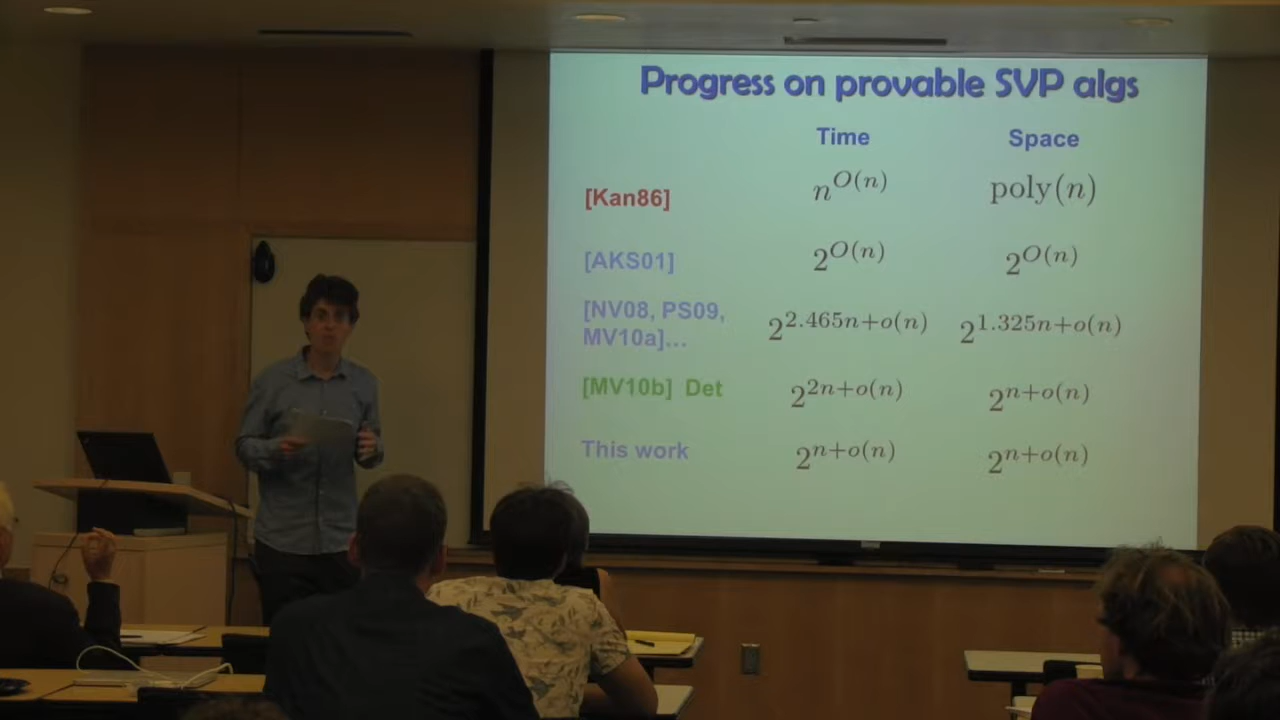 Progress on provable SVP algs
Time Space
[Kan86] n^{O(n)} poly(n)
[AKS01] 2^{O(n)} 2^{O(n)}
[NV08, PS09,
MV10a]... 2^{2.465n+o(n)} 2^{1.325n+o(n)}
[MV10b] Det 2^{2n+o(n)} 2^{n+o(n)}
This work 2^{n+o(n)} 2^{n+o(n)}